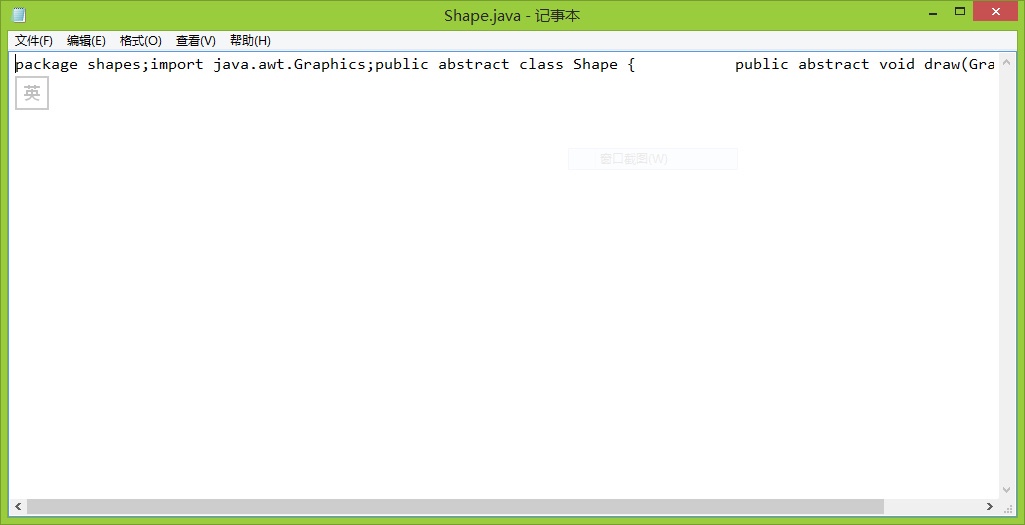 Shape.java - 记事本
文件(F) 编辑(E) 格式(O) 查看(V) 帮助(H)
package shapes;import java.awt.Graphics;public abstract class Shape {           public abstract void draw(Gra
英
窗口截图(W)